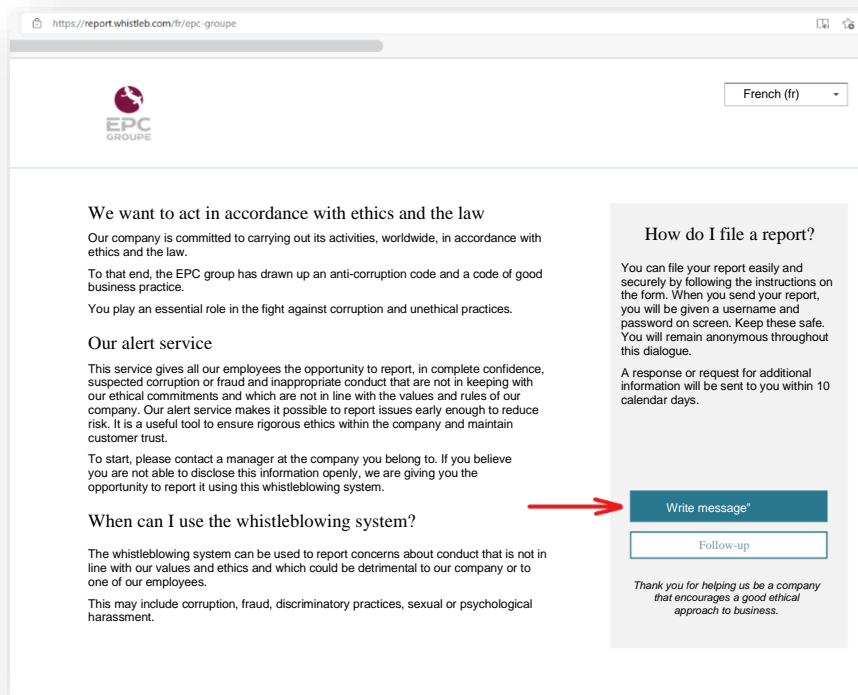 https://report.whistleb.com/fr/epc-groupe
EPC
GROUPE
French (fr)
We want to act in accordance with ethics and the law
Our company is committed to carrying out its activities, worldwide, in accordance with
ethics and the law.
To that end, the EPC group has drawn up an anti-corruption code and a code of good
business practice.
You play an essential role in the fight against corruption and unethical practices.
Our alert service
This service gives all our employees the opportunity to report, in complete confidence,
suspected corruption or fraud and inappropriate conduct that are not in keeping with
our ethical commitments and which are not in line with the values and rules of our
company. Our alert service makes it possible to report issues early enough to reduce
risk. It is a useful tool to ensure rigorous ethics within the company and maintain
customer trust.
To start, please contact a manager at the company you belong to. If you believe
you are not able to disclose this information openly, we are giving you the
opportunity to report it using this whistleblowing system.
When can I use the whistleblowing system?
The whistleblowing system can be used to report concerns about conduct that is not in
line with our values and ethics and which could be detrimental to our company or to
one of our employees.
This may include corruption, fraud, discriminatory practices, sexual or psychological
harassment.
How do I file a report?
You can file your report easily and
securely by following the instructions on
the form. When you send your report,
you will be given a username and
password on screen. Keep these safe.
You will remain anonymous throughout
this dialogue.
A response or request for additional
information will be sent to you within 10
calendar days.
Write message"
Follow-up
Thank you for helping us be a company
that encourages a good ethical
approach to business.